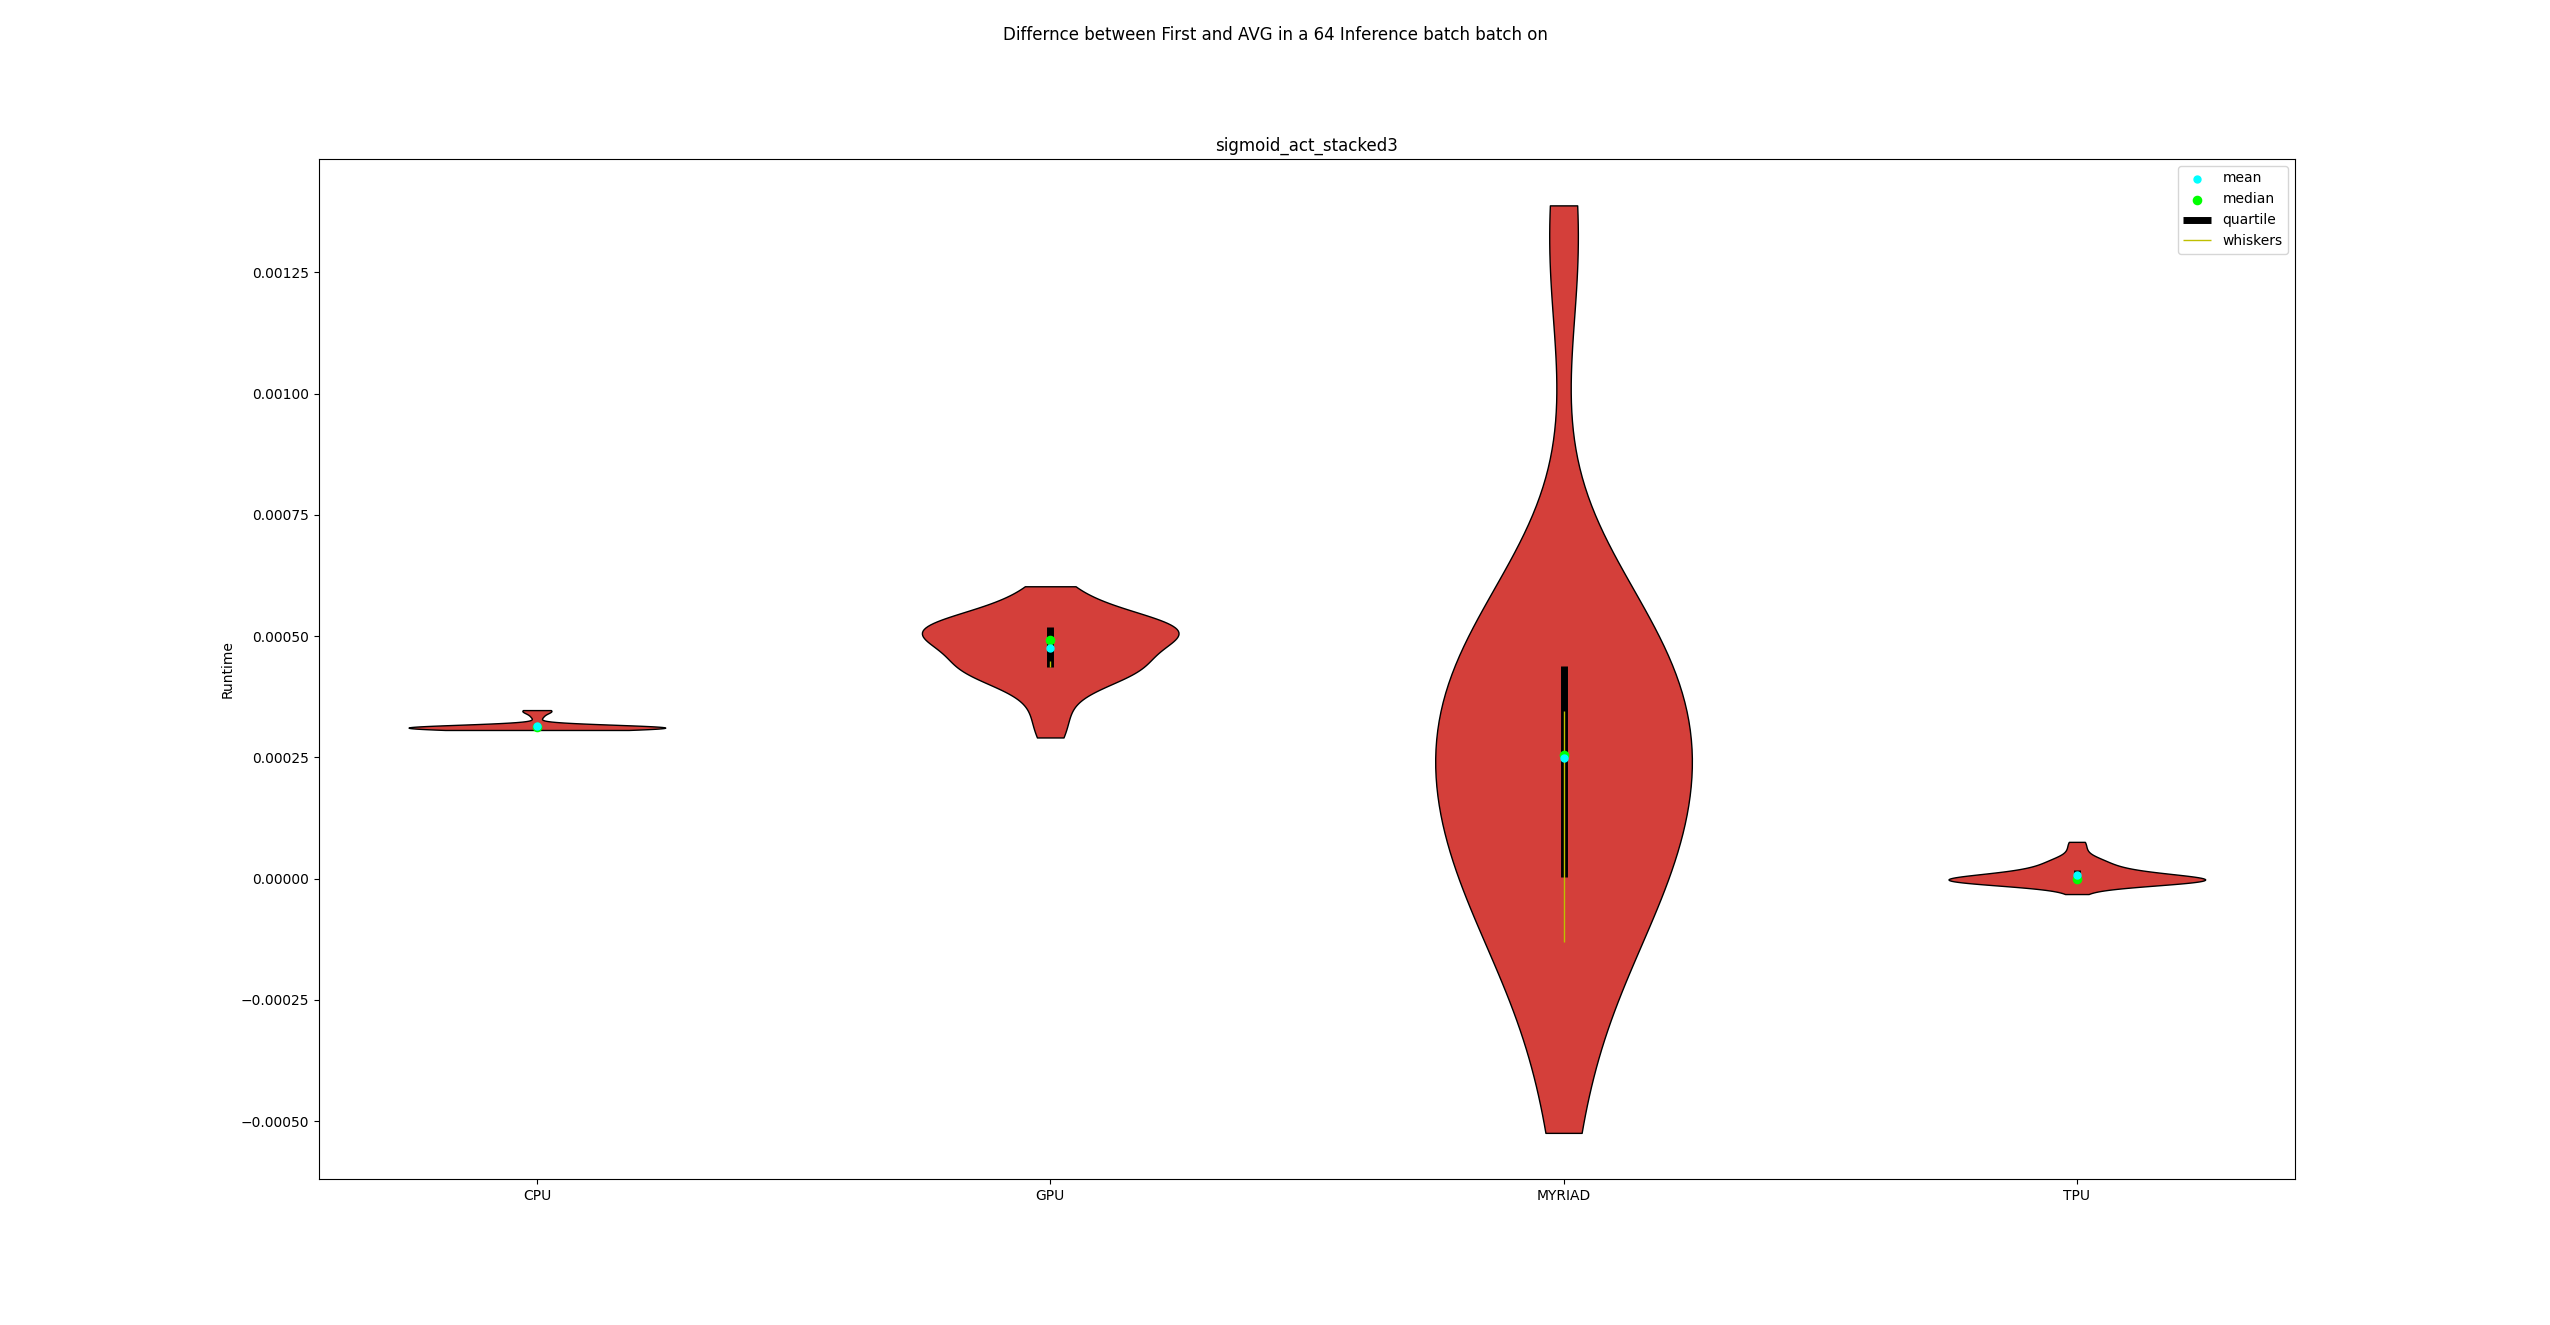 Differnce between First and AVG in a 64 Inference batch batch on
sigmoid_act_stacked3
mean
median
quartile
whiskers
0.00125
0.00100
0.00075
0.00050
0.00025
0.00000
−0.00025
−0.00050
Runtime
CPU GPU MYRIAD TPU